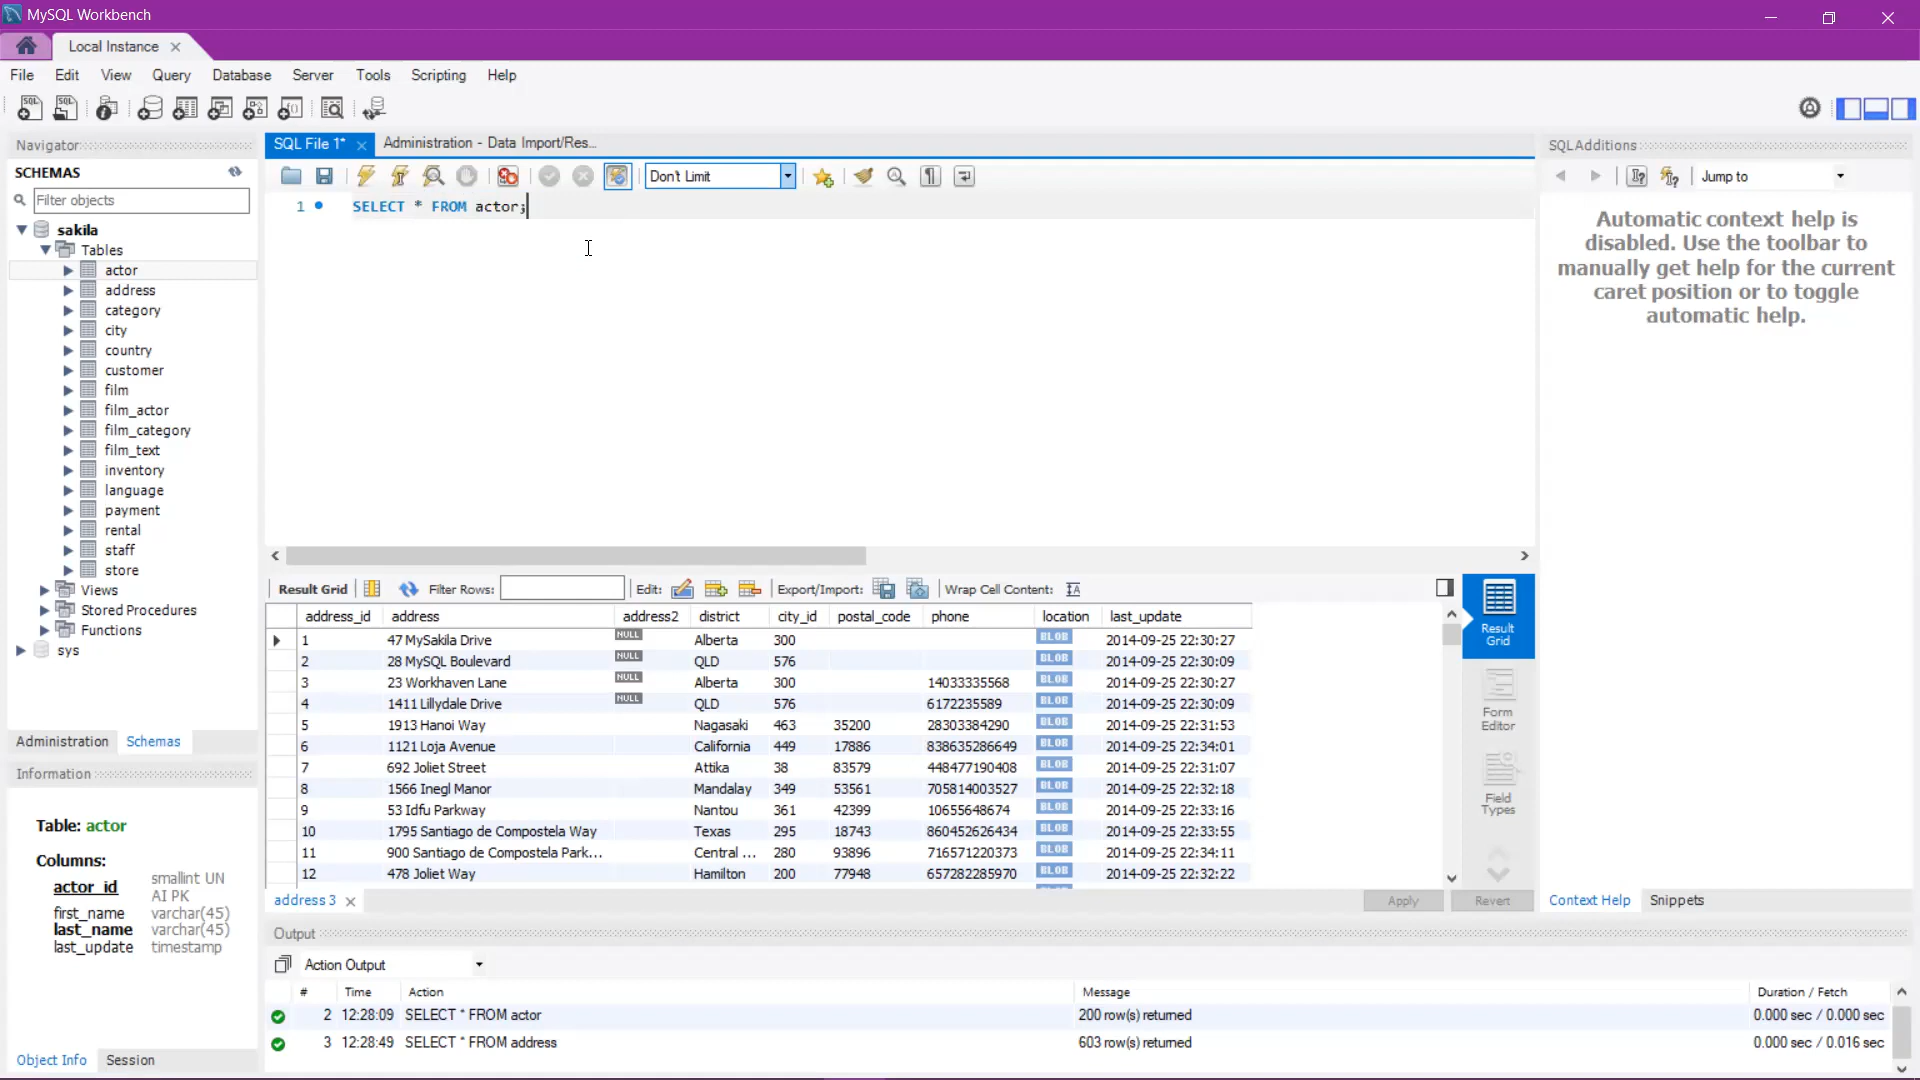 MySQL Workbench
Local Instance
File Edit View Query Database Server Tools Scripting Help
Navigator
SCHEMAS
Filter objects
sakila
Tables
actor
address
category
city
country
customer
film
film_actor
film_category
film_text
inventory
language
payment
rental
staff
store
Views
Stored Procedures
Functions
sys
Administration Schemas
Information
Table: actor
Columns:
actor_id smallint UN
AI PK
first_name varchar(45)
last_name varchar(45)
last_update timestamp
Object Info Session
SQL File 1* Administration - Data Import/Res...
Don't Limit
1 SELECT * FROM actor;
Result Grid Filter Rows: Edit: Export/Import: Wrap Cell Content:
address_id address address2 district city_id postal_code phone location last_update
1 47 MySakila Drive NULL Alberta 300 BLOB 2014-09-25 22:30:27
2 28 MySQL Boulevard NULL QLD 576 BLOB 2014-09-25 22:30:09
3 23 Workhaven Lane NULL Alberta 300 14033335568 BLOB 2014-09-25 22:30:27
4 1411 Lillydale Drive NULL QLD 576 6172235589 BLOB 2014-09-25 22:30:09
5 1913 Hanoi Way Nagasaki 463 35200 28303384290 BLOB 2014-09-25 22:31:53
6 1121 Loja Avenue California 449 17886 838635286649 BLOB 2014-09-25 22:34:01
7 692 Joliet Street Attika 38 83579 448477190408 BLOB 2014-09-25 22:31:07
8 1566 Inegl Manor Mandalay 349 53561 705814003527 BLOB 2014-09-25 22:32:18
9 53 Idfu Parkway Nantou 361 42399 10655648674 BLOB 2014-09-25 22:33:16
10 1795 Santiago de Compostela Way Texas 295 18743 860452626434 BLOB 2014-09-25 22:33:55
11 900 Santiago de Compostela Park... Central ... 280 93896 716571220373 BLOB 2014-09-25 22:34:11
12 478 Joliet Way Hamilton 200 77948 657282285970 BLOB 2014-09-25 22:32:22
Result
Grid
Form
Editor
Field
Types
address 3 Apply Revert
SQLAdditions
Jump to
Automatic context help is
disabled. Use the toolbar to
manually get help for the current
caret position or to toggle
automatic help.
Context Help Snippets
Output
Action Output
# Time Action Message Duration / Fetch
2 12:28:09 SELECT * FROM actor 200 row(s) returned 0.000 sec / 0.000 sec
3 12:28:49 SELECT * FROM address 603 row(s) returned 0.000 sec / 0.016 sec